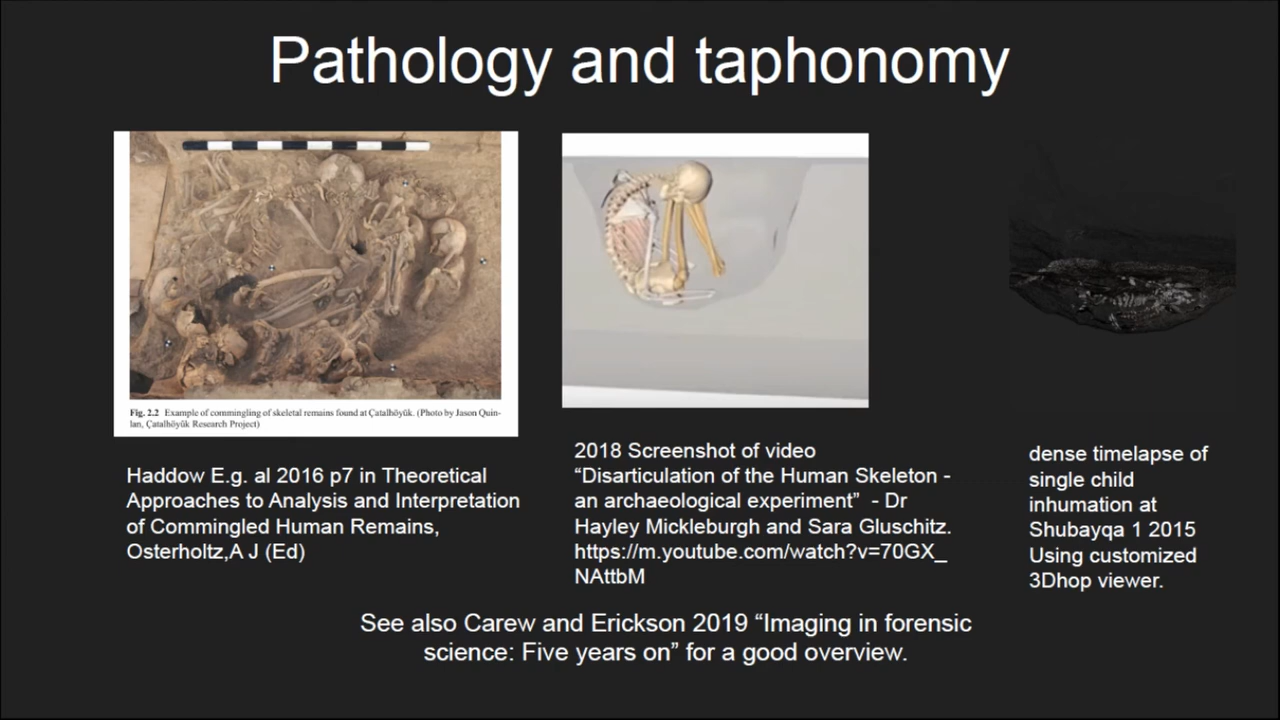 Pathology and taphonomy
Fig. 2.2 Example of commingling of skeletal remains found at Çatalhöyük. (Photo by Jason Quin-
lan, Çatalhöyük Research Project)
Haddow E.g. al 2016 p7 in Theoretical
Approaches to Analysis and Interpretation
of Commingled Human Remains,
Osterholtz,A J (Ed)
2018 Screenshot of video
“Disarticulation of the Human Skeleton -
an archaeological experiment” - Dr
Hayley Mickleburgh and Sara Gluschitz.
https://m.youtube.com/watch?v=70GX_
NAttbM
dense timelapse of
single child
inhumation at
Shubayqa 1 2015
Using customized
3Dhop viewer.
See also Carew and Erickson 2019 “Imaging in forensic
science: Five years on” for a good overview.